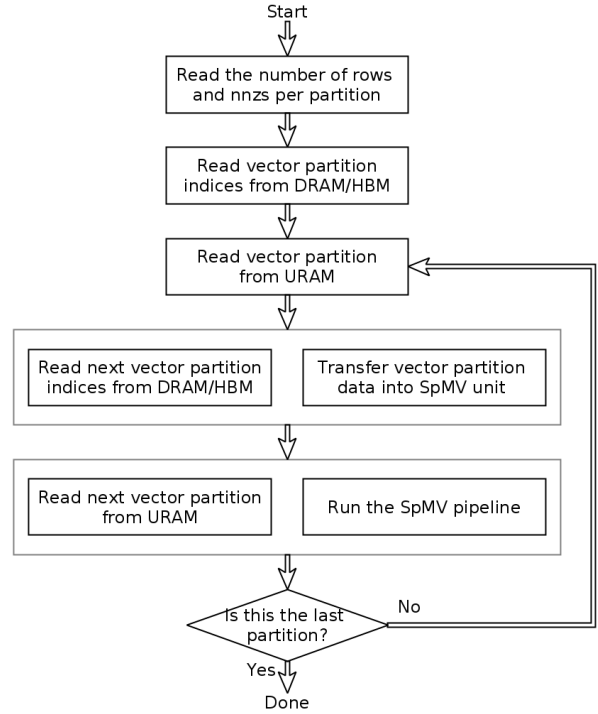 Start
Read the number of rows
and nnzs per partition
Read vector partition
indices from DRAM/HBM
Read vector partition
from URAM
Read next vector partition
indices from DRAM/HBM
Transfer vector partition
data into SpMV unit
Read next vector partition
from URAM
Run the SpMV pipeline
Is this the last
partition?
No
Yes
Done